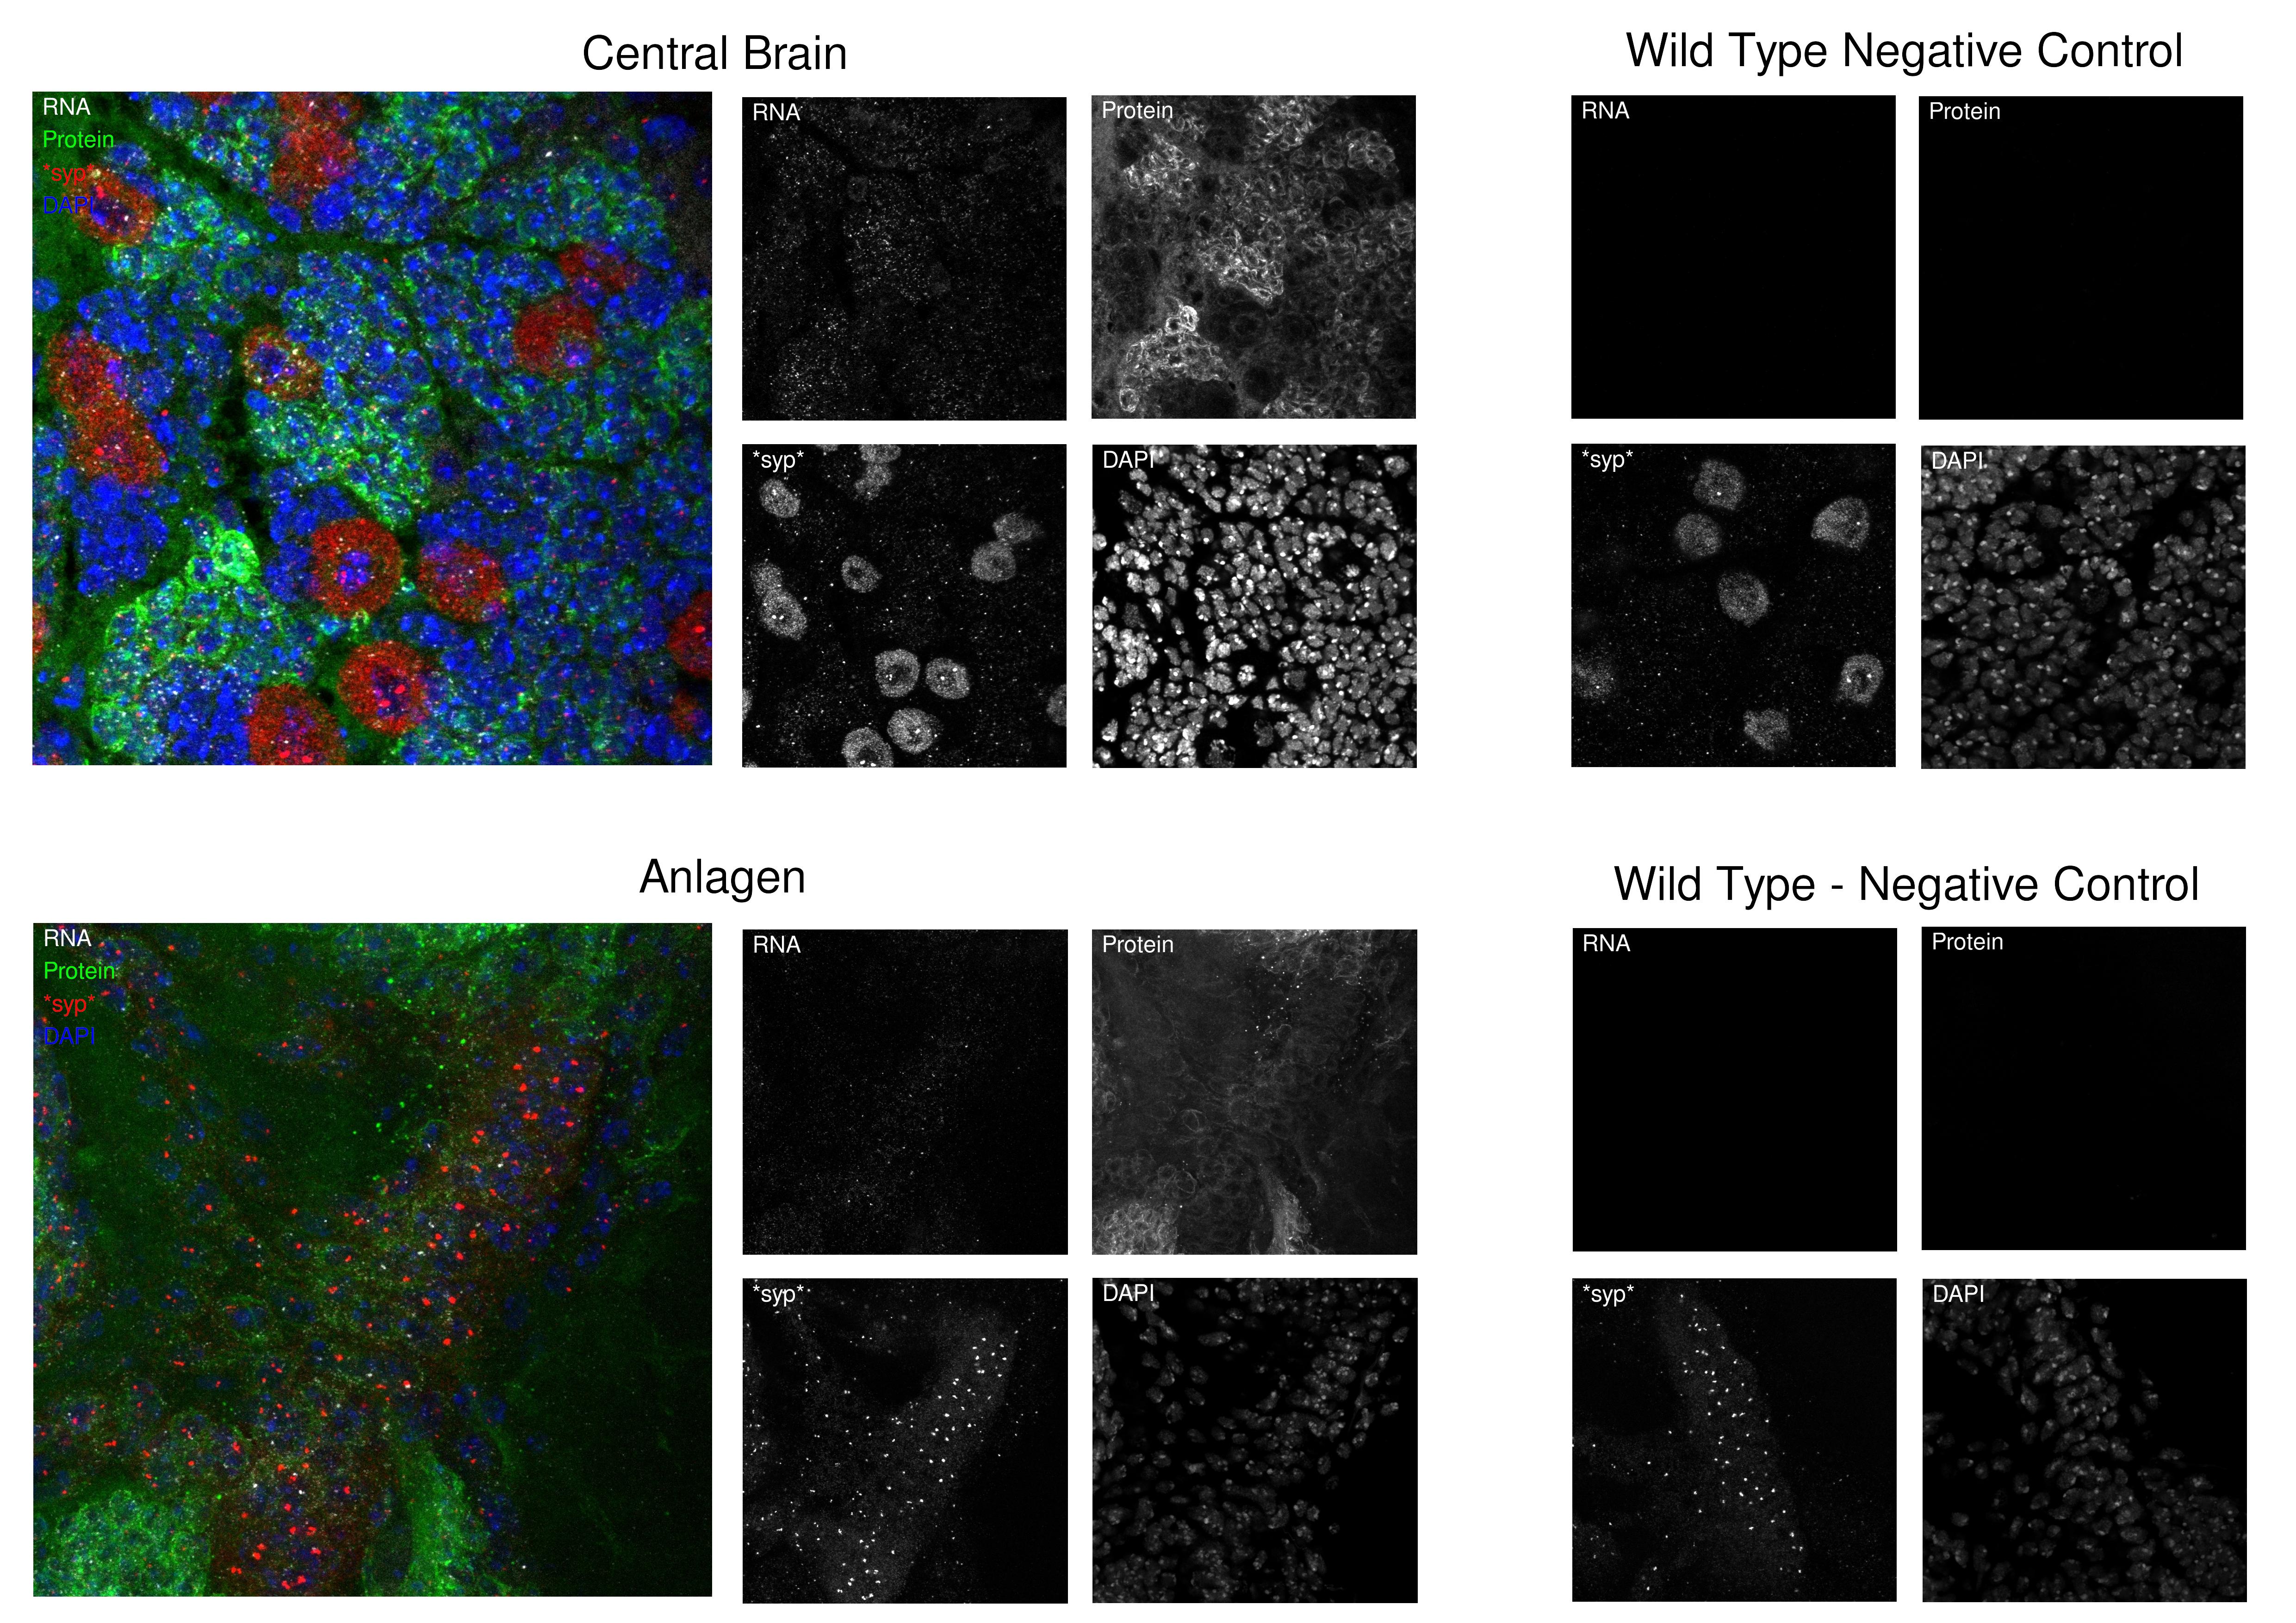 Central Brain
Wild Type Negative Control
RNA
Protein
*syp*
DAPI
RNA
Protein
*syp*
DAPI
RNA
Protein
*syp*
DAPI
Anlagen
Wild Type - Negative Control
RNA
Protein
*syp*
DAPI
RNA
Protein
*syp*
DAPI
RNA
Protein
*syp*
DAPI